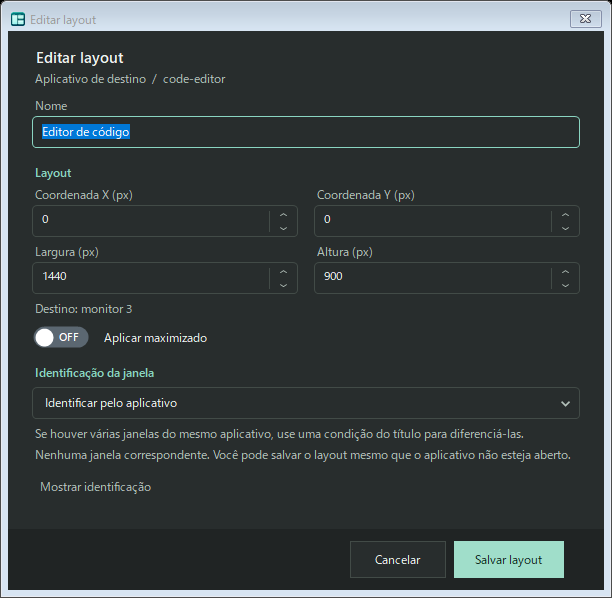 Editar layout
Editar layout
Aplicativo de destino / code-editor
Nome
Editor de código
Layout
Coordenada X (px)
Coordenada Y (px)
0
0
Largura (px)
Altura (px)
1440
900
Destino: monitor 3
OFF
Aplicar maximizado
Identificação da janela
Identificar pelo aplicativo
Se houver várias janelas do mesmo aplicativo, use uma condição do título para diferenciá-las.
Nenhuma janela correspondente. Você pode salvar o layout mesmo que o aplicativo não esteja aberto.
Mostrar identificação
Cancelar
Salvar layout